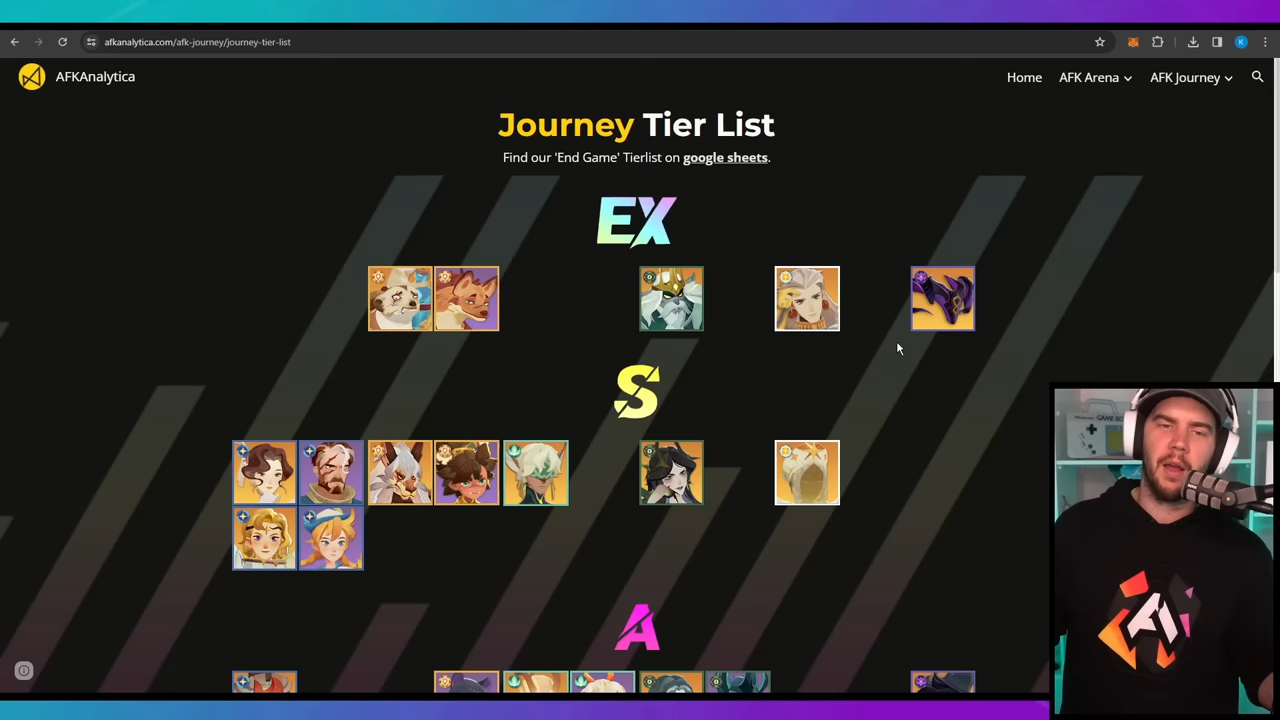 afkanalytica.com/afk-journey/journey-tier-list
K
AFKAnalytica
Home
AFK Arena
AFK Journey
Journey Tier List
Find our 'End Game' Tierlist on google sheets.
EX
S
A